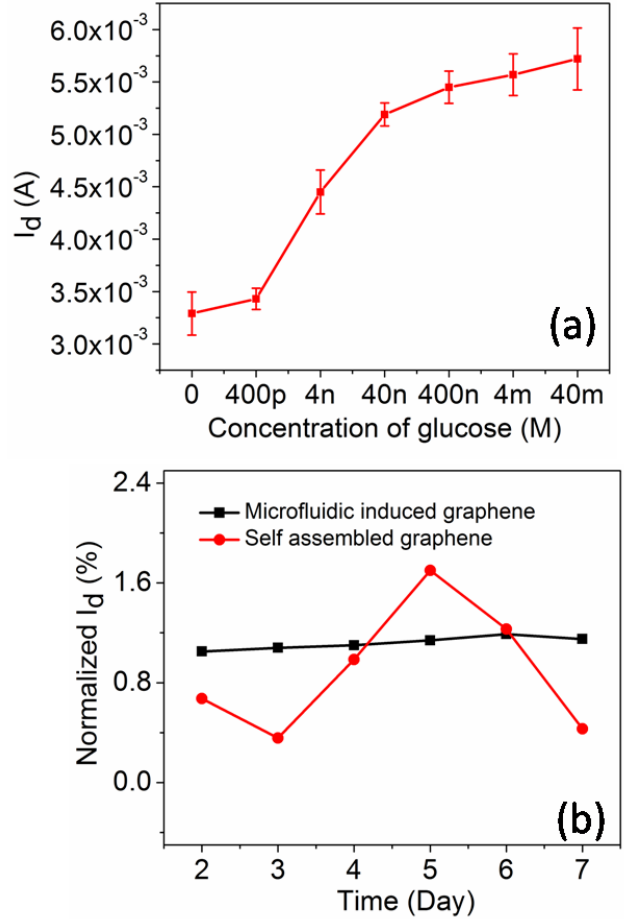 6.0x10⁻³
5.5x10⁻³
5.0x10⁻³
4.5x10⁻³
4.0x10⁻³
3.5x10⁻³
3.0x10⁻³
I_d (A)
(a)
0 400p 4n 40n 400n 4m 40m
Concentration of glucose (M)
2.4
1.6
0.8
0.0
Normalized I_d (%)
Microfluidic induced graphene
Self assembled graphene
(b)
2 3 4 5 6 7
Time (Day)